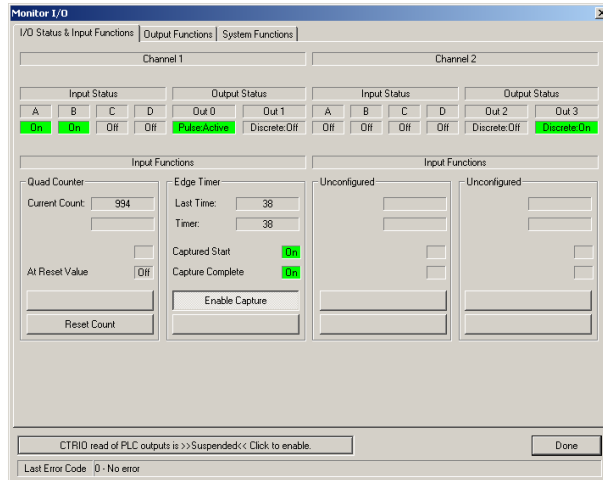 Monitor I/O
I/O Status & Input Functions Output Functions System Functions
Channel 1 Channel 2
Input Status Output Status Input Status Output Status
A B C D Out 0 Out 1 A B C D Out 2 Out 3
On On Off Off Pulse:Active Discrete:Off Off Off Off Off Discrete:Off Discrete:On
Input Functions Input Functions
Quad Counter Edge Timer Unconfigured Unconfigured
Current Count: 994 Last Time: 38
Timer: 38
Captured Start On
At Reset Value Off Capture Complete On
Enable Capture
Reset Count
CTRIO read of PLC outputs is >>Suspended<< Click to enable. Done
Last Error Code 0 - No error